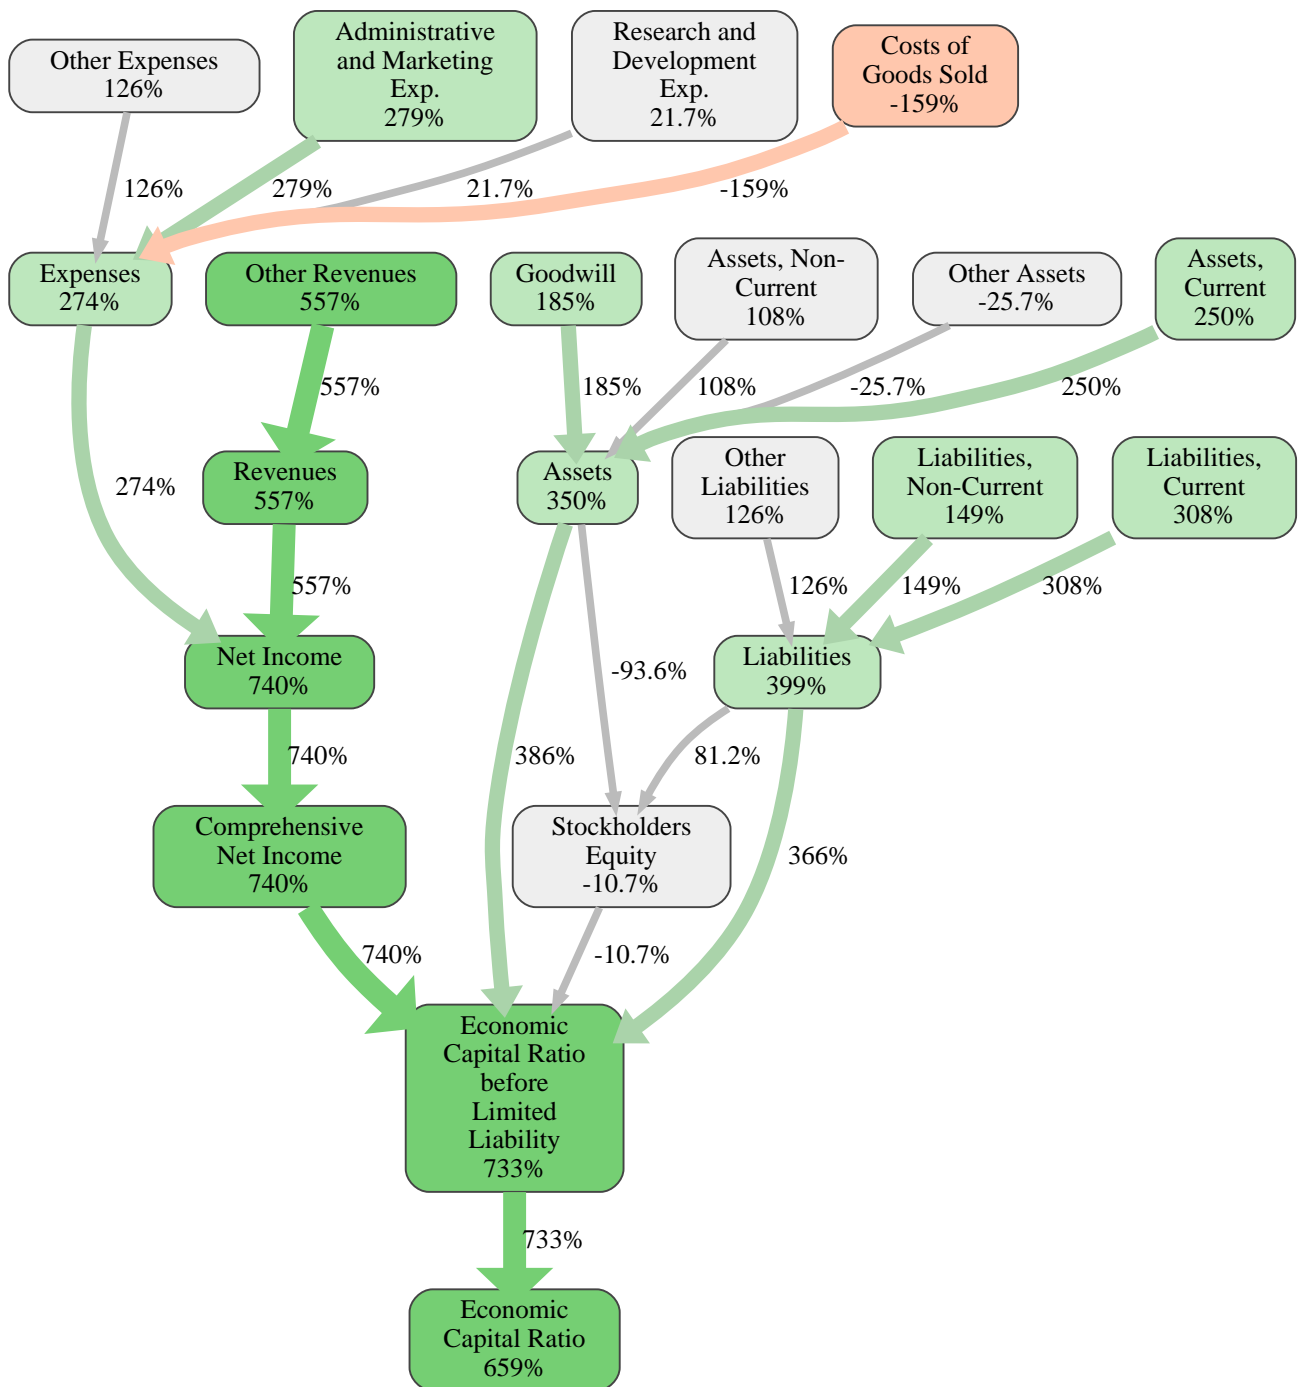 Other Expenses
126%
Administrative
and Marketing
Exp.
279%
Research and
Development
Exp.
21.7%
Costs of
Goods Sold
-159%
126%
279%
21.7%
-159%
Expenses
274%
Other Revenues
557%
Goodwill
185%
Assets, Non-
Current
108%
Other Assets
-25.7%
Assets,
Current
250%
557%
185%
108%
-25.7%
250%
274%
Revenues
557%
Assets
350%
Other
Liabilities
126%
Liabilities,
Non-Current
149%
Liabilities,
Current
308%
557%
126%
149%
308%
Net Income
740%
-93.6%
Liabilities
399%
740%
386%
81.2%
Comprehensive
Net Income
740%
Stockholders
Equity
-10.7%
366%
740%
-10.7%
Economic
Capital Ratio
before
Limited
Liability
733%
733%
Economic
Capital Ratio
659%